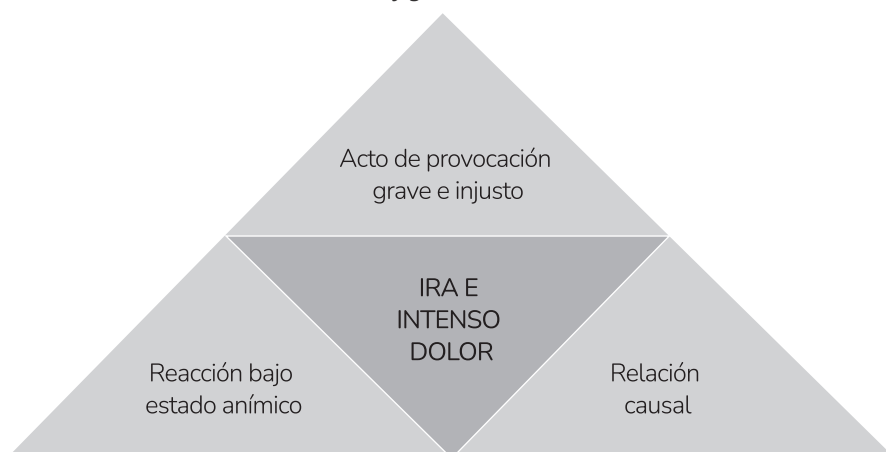 Acto de provocación
grave e injusto
IRA E
INTENSO
DOLOR
Reacción bajo
estado anímico
Relación
causal